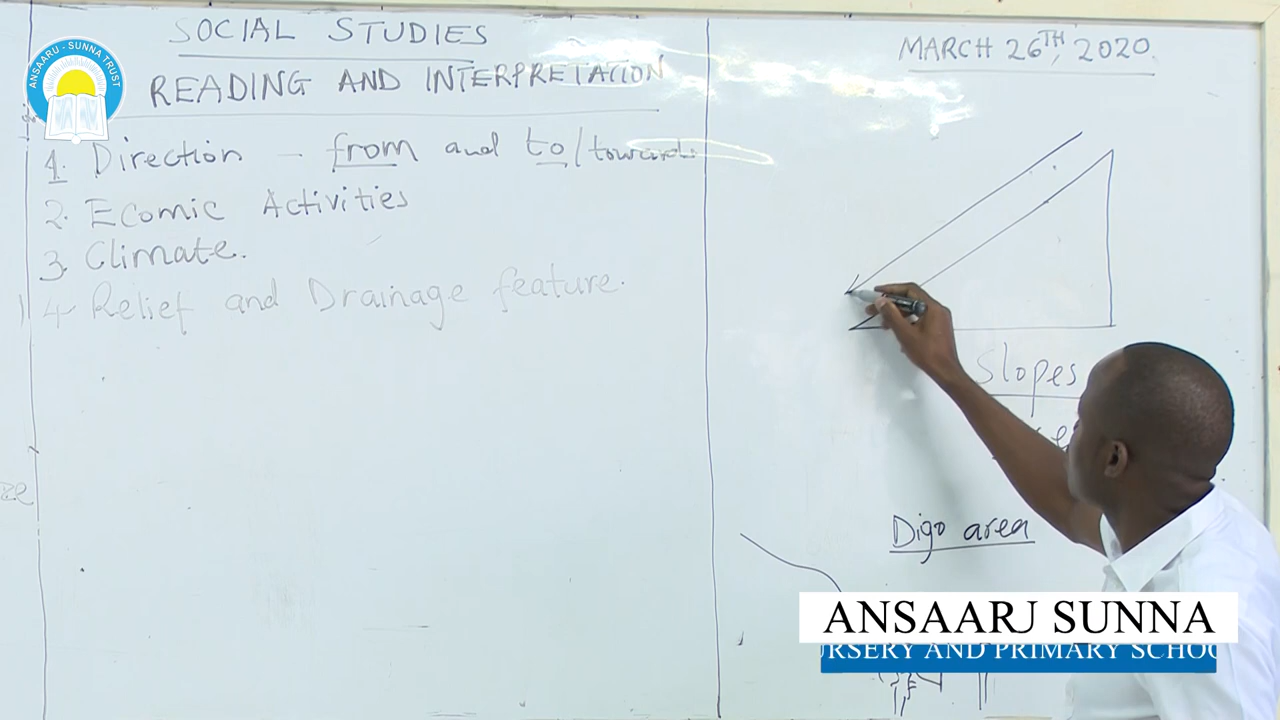 SOCIAL STUDIES
READING AND INTERPRETATION
1. Direction - from and to/towards
2. Ecomic Activities
3. Climate.
4. Relief and Drainage feature.
MARCH 26TH, 2020.
Slopes
Digo area
ANSAARU - SUNNA TRUST
ANSAARJ SUNNA
URSERY AND PRIMARY SCHOO